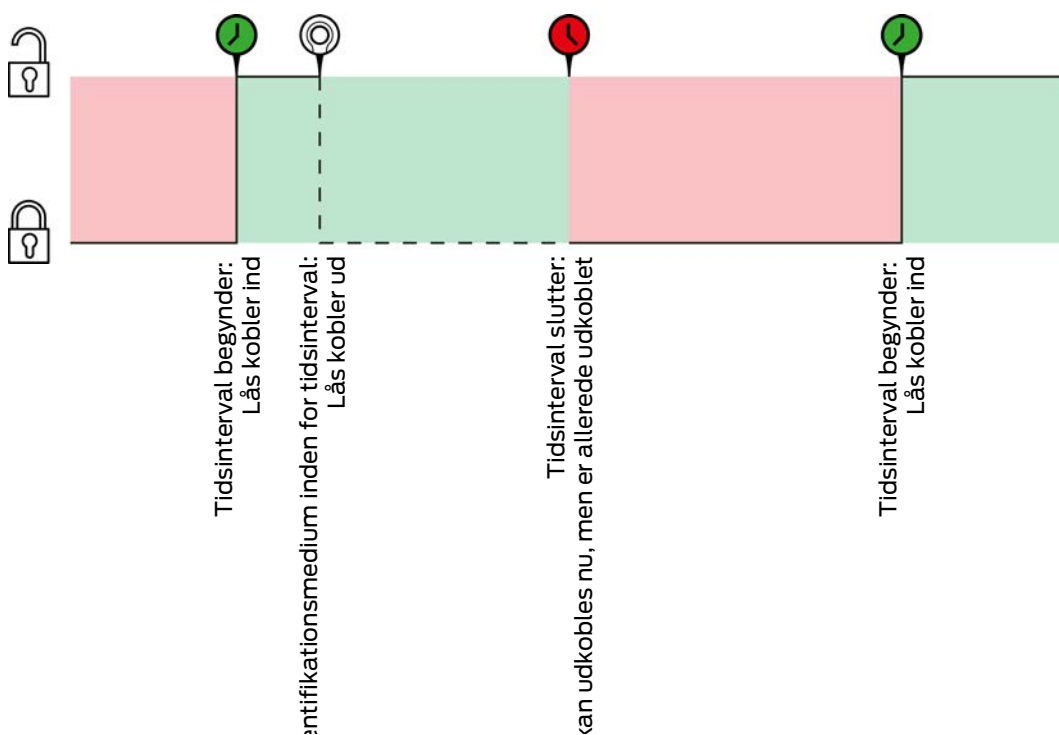 Tidsinterval begynder:
Lås kobler ind
entifikationsmedium inden for tidsinterval:
Lås kobler ud
Tidsinterval slutter:
kan udkobles nu, men er allerede udkoblet
Tidsinterval begynder:
Lås kobler ind